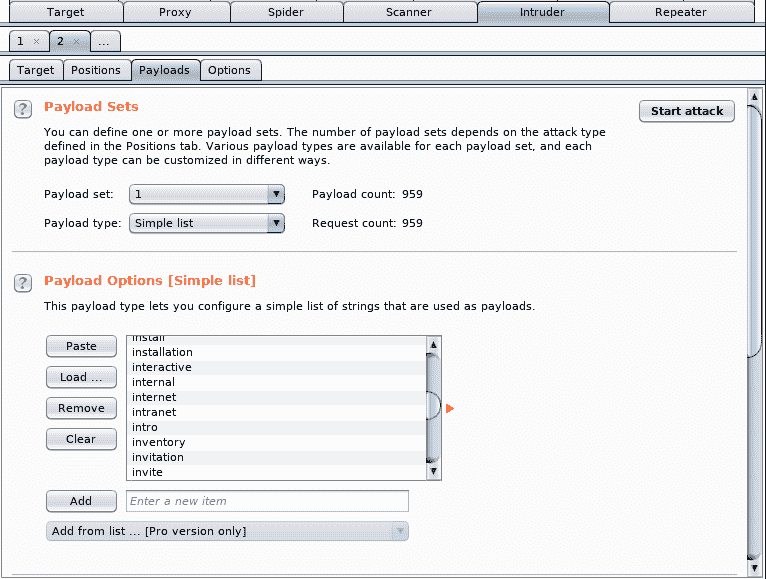 Target Proxy Spider Scanner Intruder Repeater
1 × 2 × ...
Target Positions Payloads Options
? Payload Sets Start attack
You can define one or more payload sets. The number of payload sets depends on the attack type
defined in the Positions tab. Various payload types are available for each payload set, and each
payload type can be customized in different ways.
Payload set: 1 Payload count: 959
Payload type: Simple list Request count: 959
? Payload Options [Simple list]
This payload type lets you configure a simple list of strings that are used as payloads.
Paste
Load ...
Remove
Clear
install
installation
interactive
internal
internet
intranet
intro
inventory
invitation
invite
Add Enter a new item
Add from list ... [Pro version only]